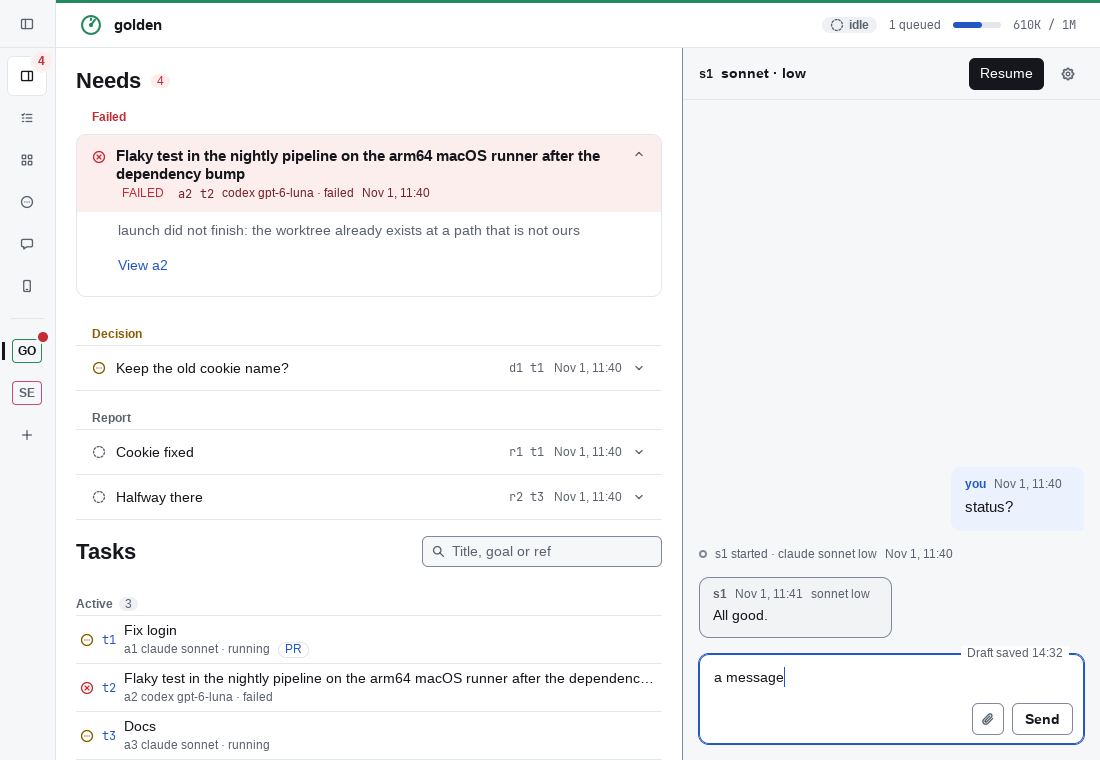 golden
idle
1 queued
610K / 1M
4
GO
SE
Needs 4
Failed
Flaky test in the nightly pipeline on the arm64 macOS runner after the
dependency bump
FAILED a2 t2 codex gpt-6-luna · failed Nov 1, 11:40
launch did not finish: the worktree already exists at a path that is not ours
View a2
Decision
Keep the old cookie name? d1 t1 Nov 1, 11:40
Report
Cookie fixed r1 t1 Nov 1, 11:40
Halfway there r2 t3 Nov 1, 11:40
Tasks
Title, goal or ref
Active 3
t1 Fix login
a1 claude sonnet · running PR
t2 Flaky test in the nightly pipeline on the arm64 macOS runner after the dependenc…
a2 codex gpt-6-luna · failed
t3 Docs
a3 claude sonnet · running
s1 sonnet · low
Resume
you Nov 1, 11:40
status?
s1 started · claude sonnet low Nov 1, 11:40
s1 Nov 1, 11:41 sonnet low
All good.
Draft saved 14:32
a message
Send